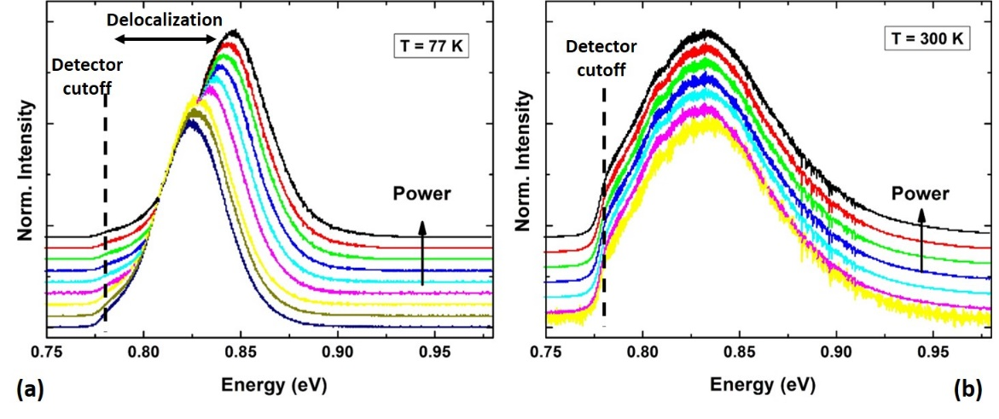 Delocalization
Detector
cutoff
T = 77 K
Power
Norm. Intensity
0.75 0.80 0.85 0.90 0.95
Energy (eV)
(a)
Detector
cutoff
T = 300 K
Power
Norm. Intensity
0.75 0.80 0.85 0.90 0.95
Energy (eV)
(b)